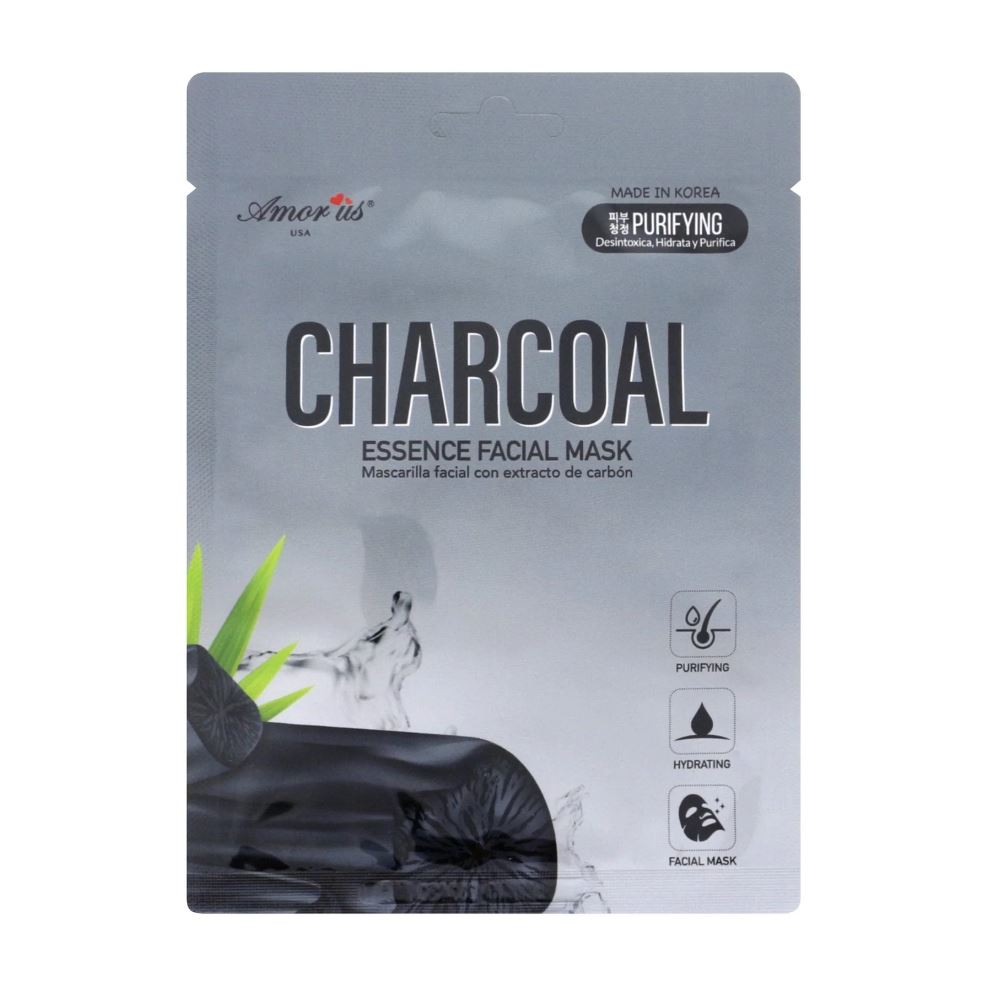 Amor üs®
USA
MADE IN KOREA
피부
청정
PURIFYING
Desintoxica, Hidrata y Purifica
CHARCOAL
ESSENCE FACIAL MASK
Mascarilla facial con extracto de carbón
PURIFYING
HYDRATING
FACIAL MASK